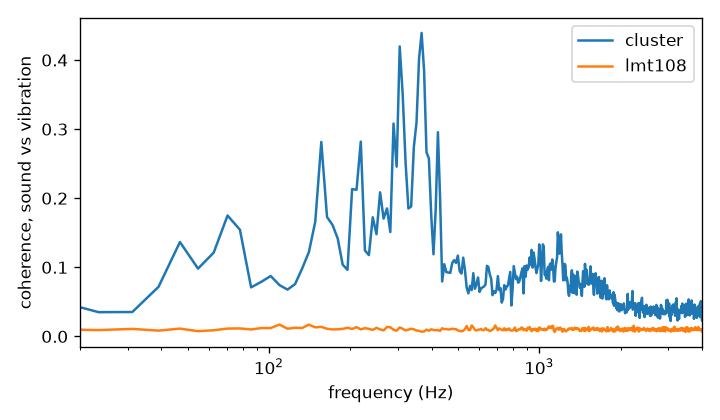 cluster
lmt108
0.4
0.3
0.2
0.1
0.0
coherence, sound vs vibration
10²
10³
frequency (Hz)